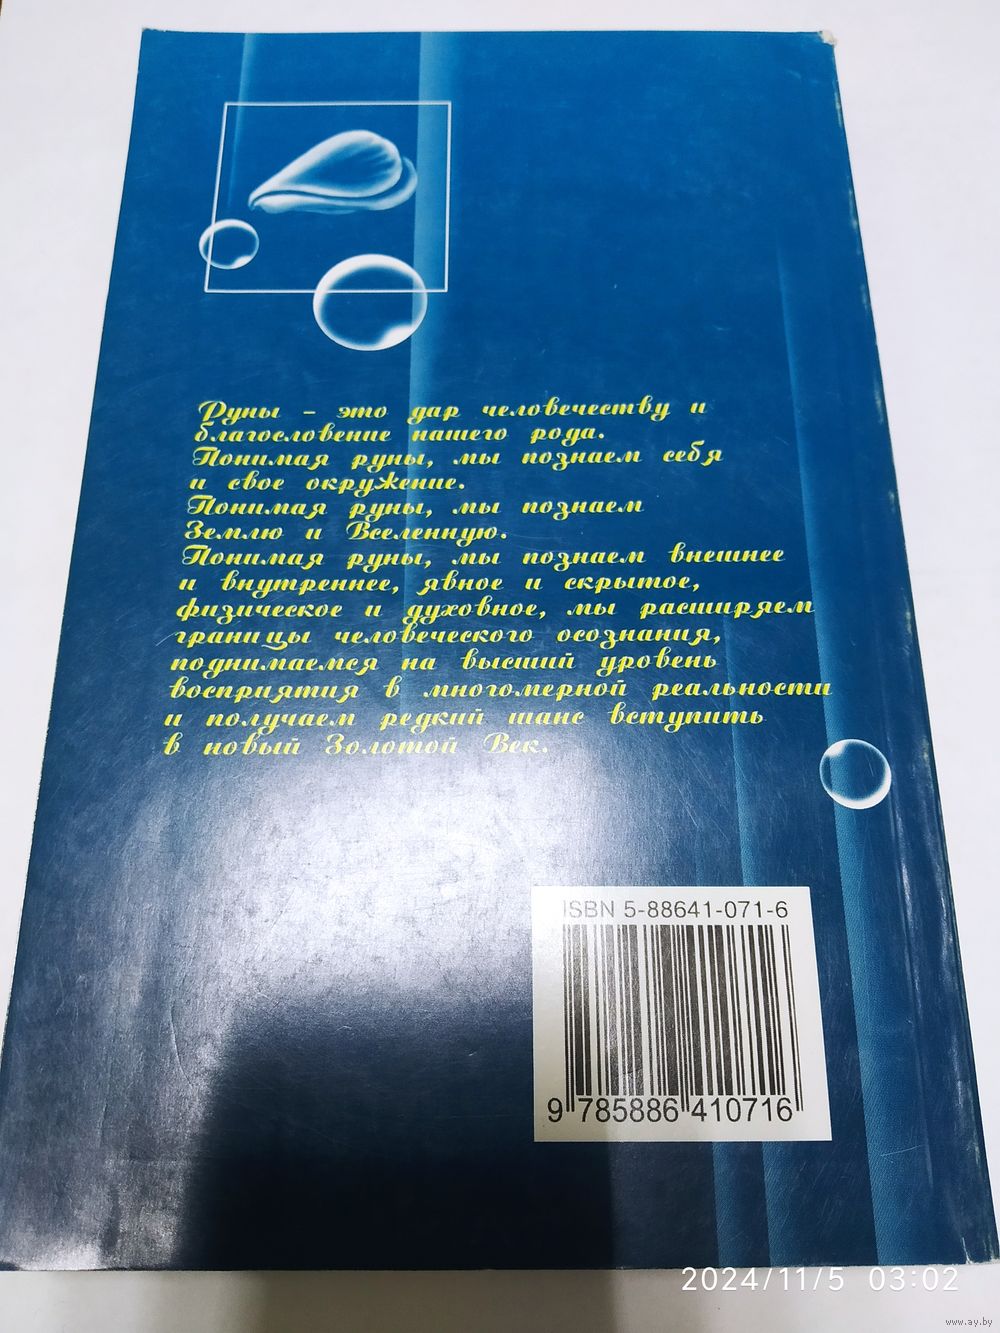 Руны – это дар человечеству и
благословение нашего рода.
Понимая руны, мы познаем себя
и свое окружение.
Понимая руны, мы познаем
Землю и Вселенную.
Понимая руны, мы познаем внешнее
и внутреннее, явное и скрытое,
физическое и духовное, мы расширяем
границы человеческого осознания,
поднимаемся на высший уровень
восприятия в многомерной реальности
и получаем редкий шанс вступить
в новый Золотой Век.
ISBN 5-88641-071-6
9 785886 410716
2024/11/5 03:02
www.ay.by